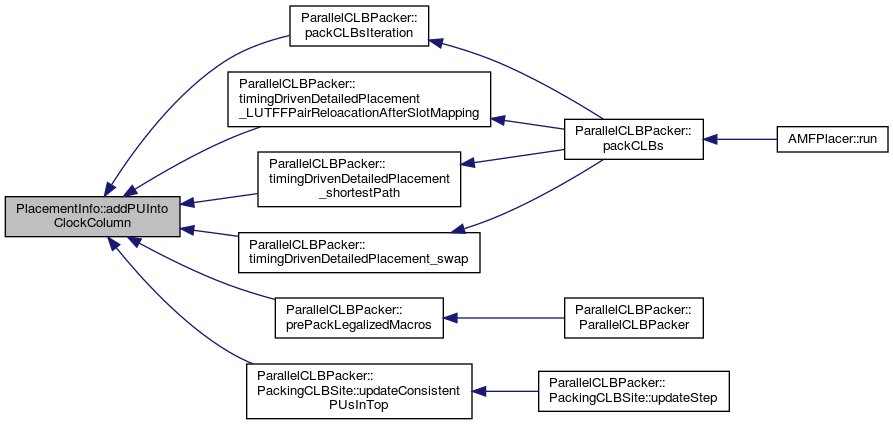 ParallelCLBPacker::
packCLBsIteration
ParallelCLBPacker::
timingDrivenDetailedPlacement
_LUTFFPairReloacationAfterSlotMapping
ParallelCLBPacker::
packCLBs
AMFPlacer::run
ParallelCLBPacker::
timingDrivenDetailedPlacement
_shortestPath
PlacementInfo::addPUInto
ClockColumn
ParallelCLBPacker::
timingDrivenDetailedPlacement_swap
ParallelCLBPacker::
prePackLegalizedMacros
ParallelCLBPacker::
ParallelCLBPacker
ParallelCLBPacker::
PackingCLBSite::updateConsistent
PUsInTop
ParallelCLBPacker::
PackingCLBSite::updateStep